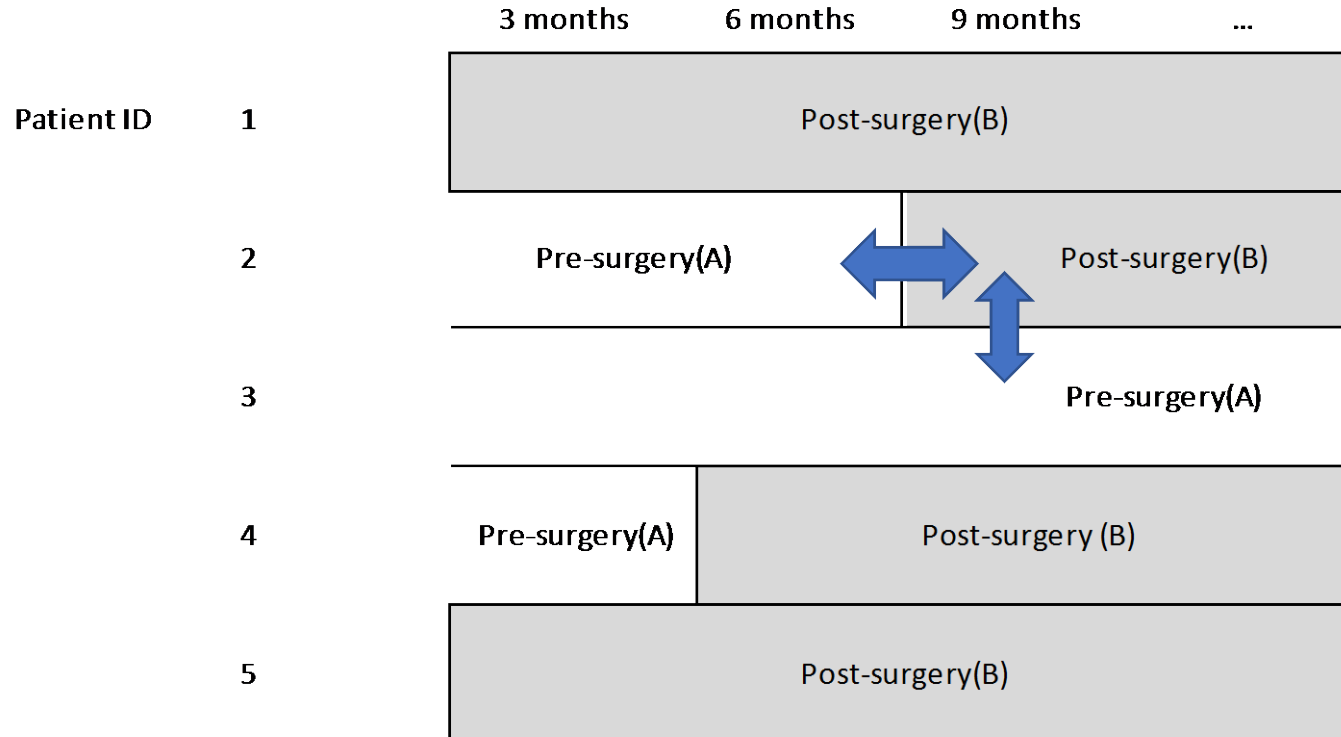 3 months 6 months 9 months ...
Patient ID 1 Post-surgery(B)
2 Pre-surgery(A) Post-surgery(B)
3 Pre-surgery(A)
4 Pre-surgery(A) Post-surgery (B)
5 Post-surgery(B)